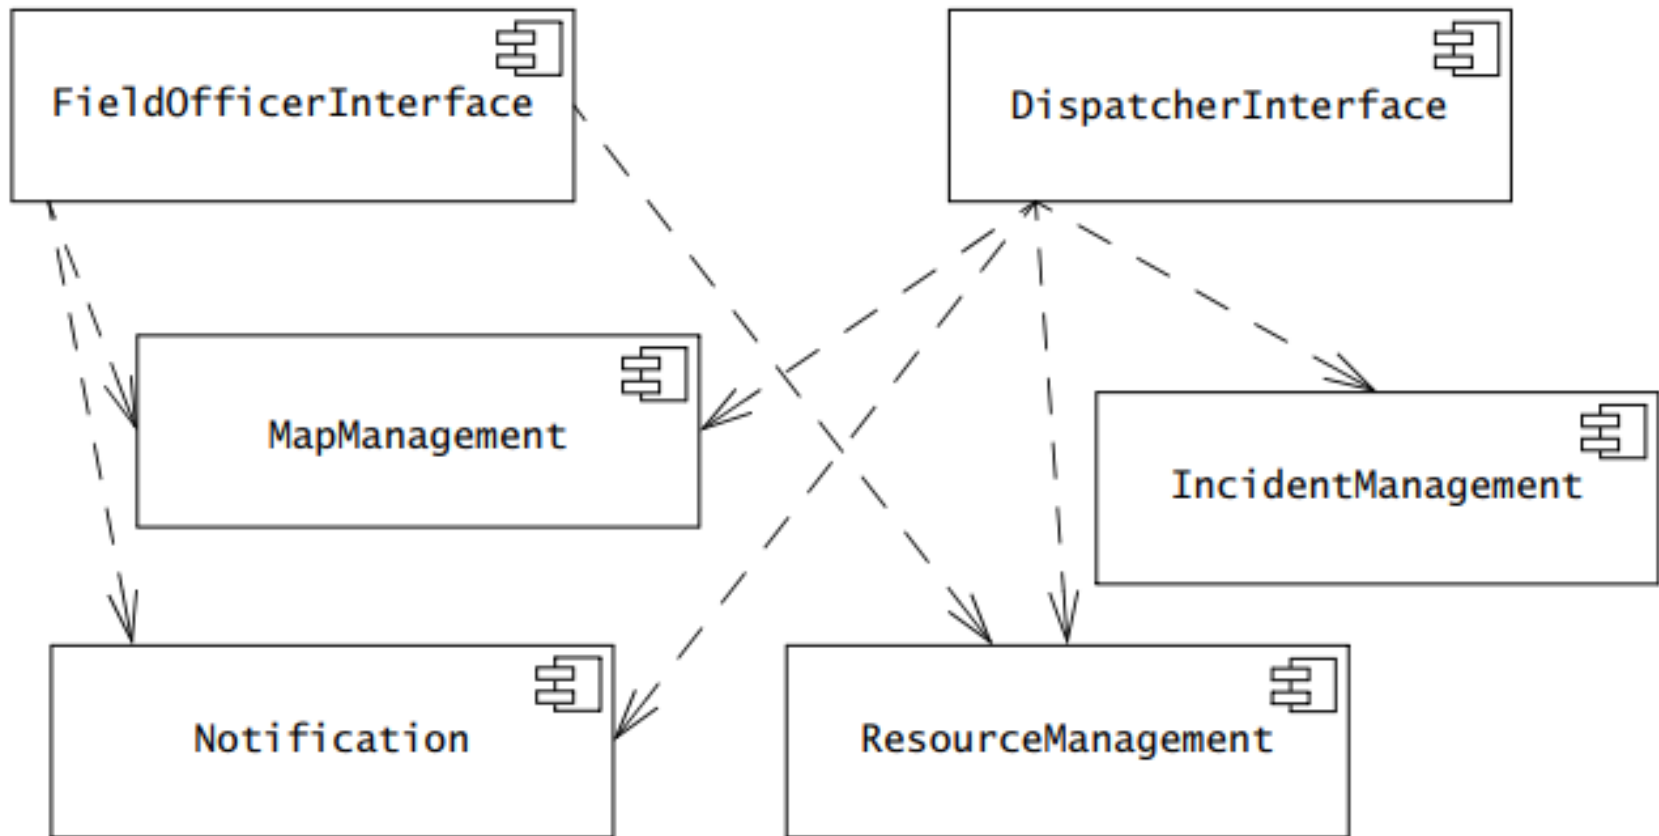 FieldOfficerInterface
DispatcherInterface
MapManagement
IncidentManagement
Notification
ResourceManagement